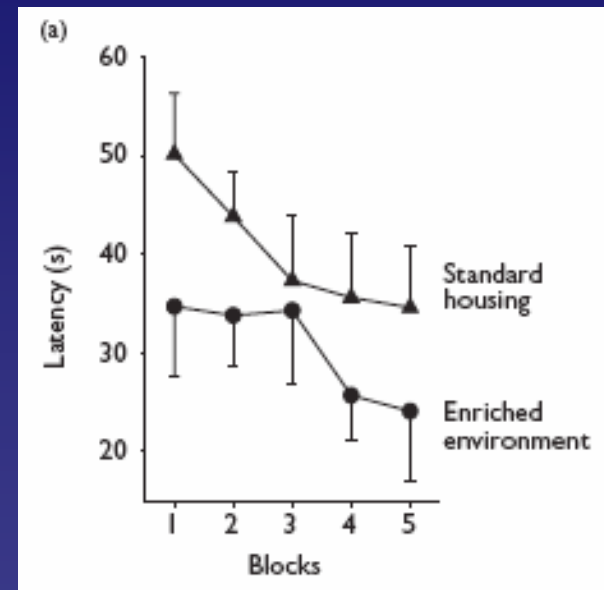 (a)
60
50
40
30
20
Latency (s)
Standard
housing
Enriched
environment
1 2 3 4 5
Blocks